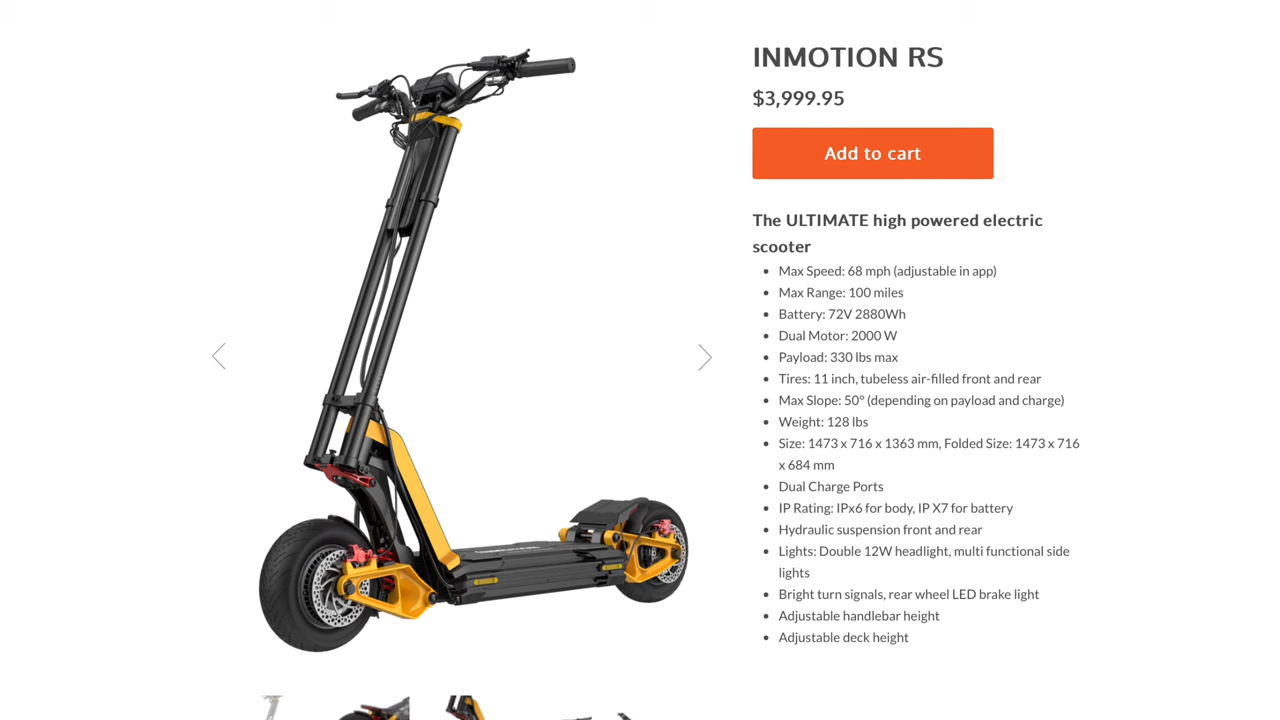 INMOTION RS
$3,999.95
Add to cart
The ULTIMATE high powered electric
scooter
• Max Speed: 68 mph (adjustable in app)
• Max Range: 100 miles
• Battery: 72V 2880Wh
• Dual Motor: 2000 W
• Payload: 330 lbs max
• Tires: 11 inch, tubeless air-filled front and rear
• Max Slope: 50° (depending on payload and charge)
• Weight: 128 lbs
• Size: 1473 x 716 x 1363 mm, Folded Size: 1473 x 716
x 684 mm
• Dual Charge Ports
• IP Rating: IPx6 for body, IP X7 for battery
• Hydraulic suspension front and rear
• Lights: Double 12W headlight, multi functional side
lights
• Bright turn signals, rear wheel LED brake light
• Adjustable handlebar height
• Adjustable deck height